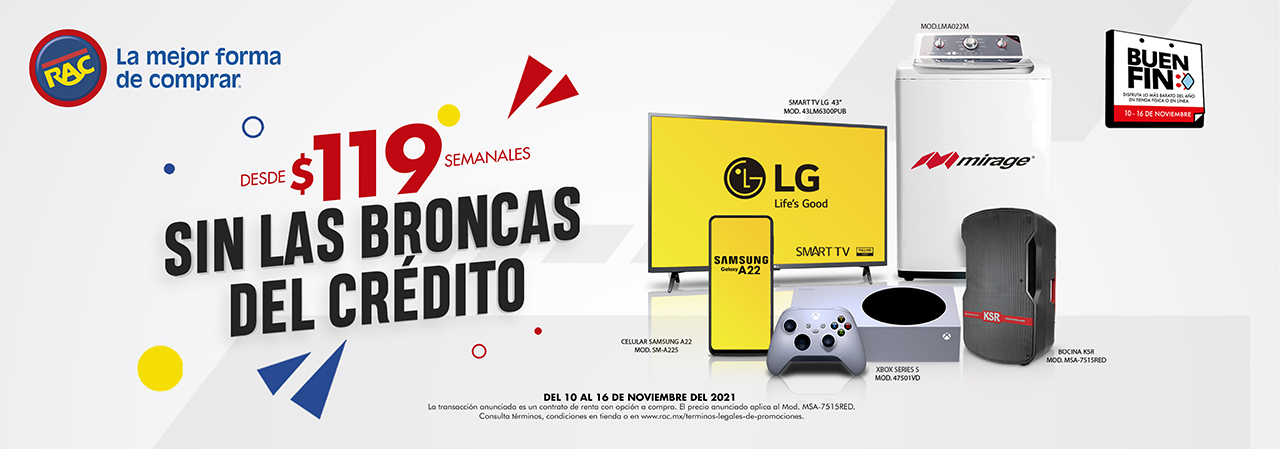 RAC
La mejor forma
de comprar.
DESDE $119 SEMANALES
SIN LAS BRONCAS
DEL CRÉDITO
MOD.LMA022M
mirage
SMART TV LG 43"
MOD. 43LM6300PUB
LG
Life's Good
SMART TV
FULL HD
SAMSUNG
Galaxy A22
CELULAR SAMSUNG A22
MOD. SM-A225
XBOX SERIES S
MOD. 47501VD
KSR
BOCINA KSR
MOD. MSA-7515RED
BUEN
FIN
DISFRUTA LO MÁS BARATO DEL AÑO
EN TIENDA FÍSICA O EN LÍNEA
10 - 16 DE NOVIEMBRE
DEL 10 AL 16 DE NOVIEMBRE DEL 2021
La transacción anunciada es un contrato de renta con opción a compra. El precio anunciado aplica al Mod. MSA-7515RED.
Consulta términos, condiciones en tienda o en www.rac.mx/terminos-legales-de-promociones.